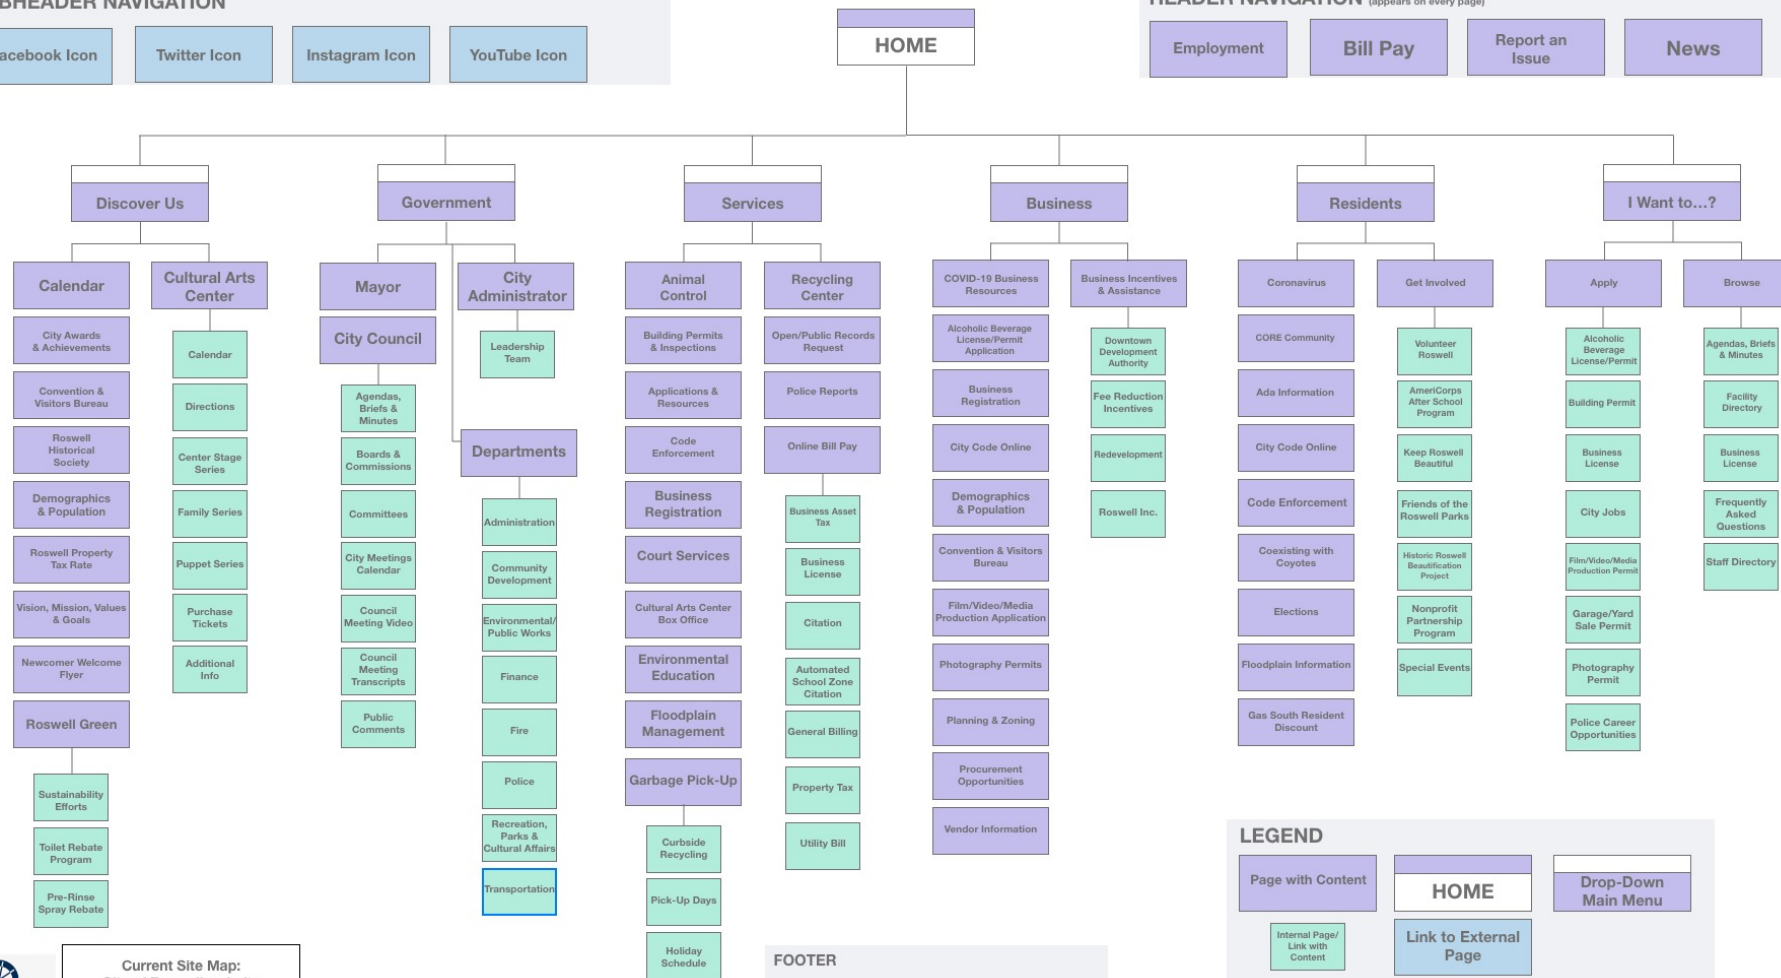 BHEADER NAVIGATION
acebook Icon
Twitter Icon
Instagram Icon
YouTube Icon
HOME
HEADER NAVIGATION (appears on every page)
Employment
Bill Pay
Report an
Issue
News
Discover Us
Government
Services
Business
Residents
I Want to...?
Calendar
City Awards
& Achievements
Convention &
Visitors Bureau
Roswell
Historical
Society
Demographics
& Population
Roswell Property
Tax Rate
Vision, Mission, Values
& Goals
Newcomer Welcome
Flyer
Roswell Green
Sustainability
Efforts
Toilet Rebate
Program
Pre-Rinse
Spray Rebate
Cultural Arts
Center
Calendar
Directions
Center Stage
Series
Family Series
Puppet Series
Purchase
Tickets
Additional
Info
Mayor
City Council
Agendas,
Briefs &
Minutes
Boards &
Commissions
Committees
City Meetings
Calendar
Council
Meeting Video
Council
Meeting
Transcripts
Public
Comments
City
Administrator
Leadership
Team
Departments
Administration
Community
Development
Environmental/
Public Works
Finance
Fire
Police
Recreation,
Parks &
Cultural Affairs
Transportation
Animal
Control
Building Permits
& Inspections
Applications &
Resources
Code
Enforcement
Business
Registration
Court Services
Cultural Arts Center
Box Office
Environmental
Education
Floodplain
Management
Garbage Pick-Up
Curbside
Recycling
Pick-Up Days
Holiday
Schedule
Recycling
Center
Open/Public Records
Request
Police Reports
Online Bill Pay
Business Asset
Tax
Business
License
Citation
Automated
School Zone
Citation
General Billing
Property Tax
Utility Bill
COVID-19 Business
Resources
Alcoholic Beverage
License/Permit
Application
Business
Registration
City Code Online
Demographics
& Population
Convention & Visitors
Bureau
Film/Video/Media
Production Application
Photography Permits
Planning & Zoning
Procurement
Opportunities
Vendor Information
Business Incentives
& Assistance
Downtown
Development
Authority
Fee Reduction
Incentives
Redevelopment
Roswell Inc.
Coronavirus
CORE Community
Ada Information
City Code Online
Code Enforcement
Coexisting with
Coyotes
Elections
Floodplain Information
Gas South Resident
Discount
Get Involved
Volunteer
Roswell
AmeriCorps
After School
Program
Keep Roswell
Beautiful
Friends of the
Roswell Parks
Historic Roswell
Beautification
Project
Nonprofit
Partnership
Program
Special Events
Apply
Alcoholic
Beverage
License/Permit
Building Permit
Business
License
City Jobs
Film/Video/Media
Production Permit
Garage/Yard
Sale Permit
Photography
Permit
Police Career
Opportunities
Browse
Agendas, Briefs
& Minutes
Facility
Directory
Business
License
Frequently
Asked
Questions
Staff Directory
LEGEND
Page with Content
HOME
Drop-Down
Main Menu
Internal Page/
Link with
Content
Link to External
Page
Current Site Map:
FOOTER